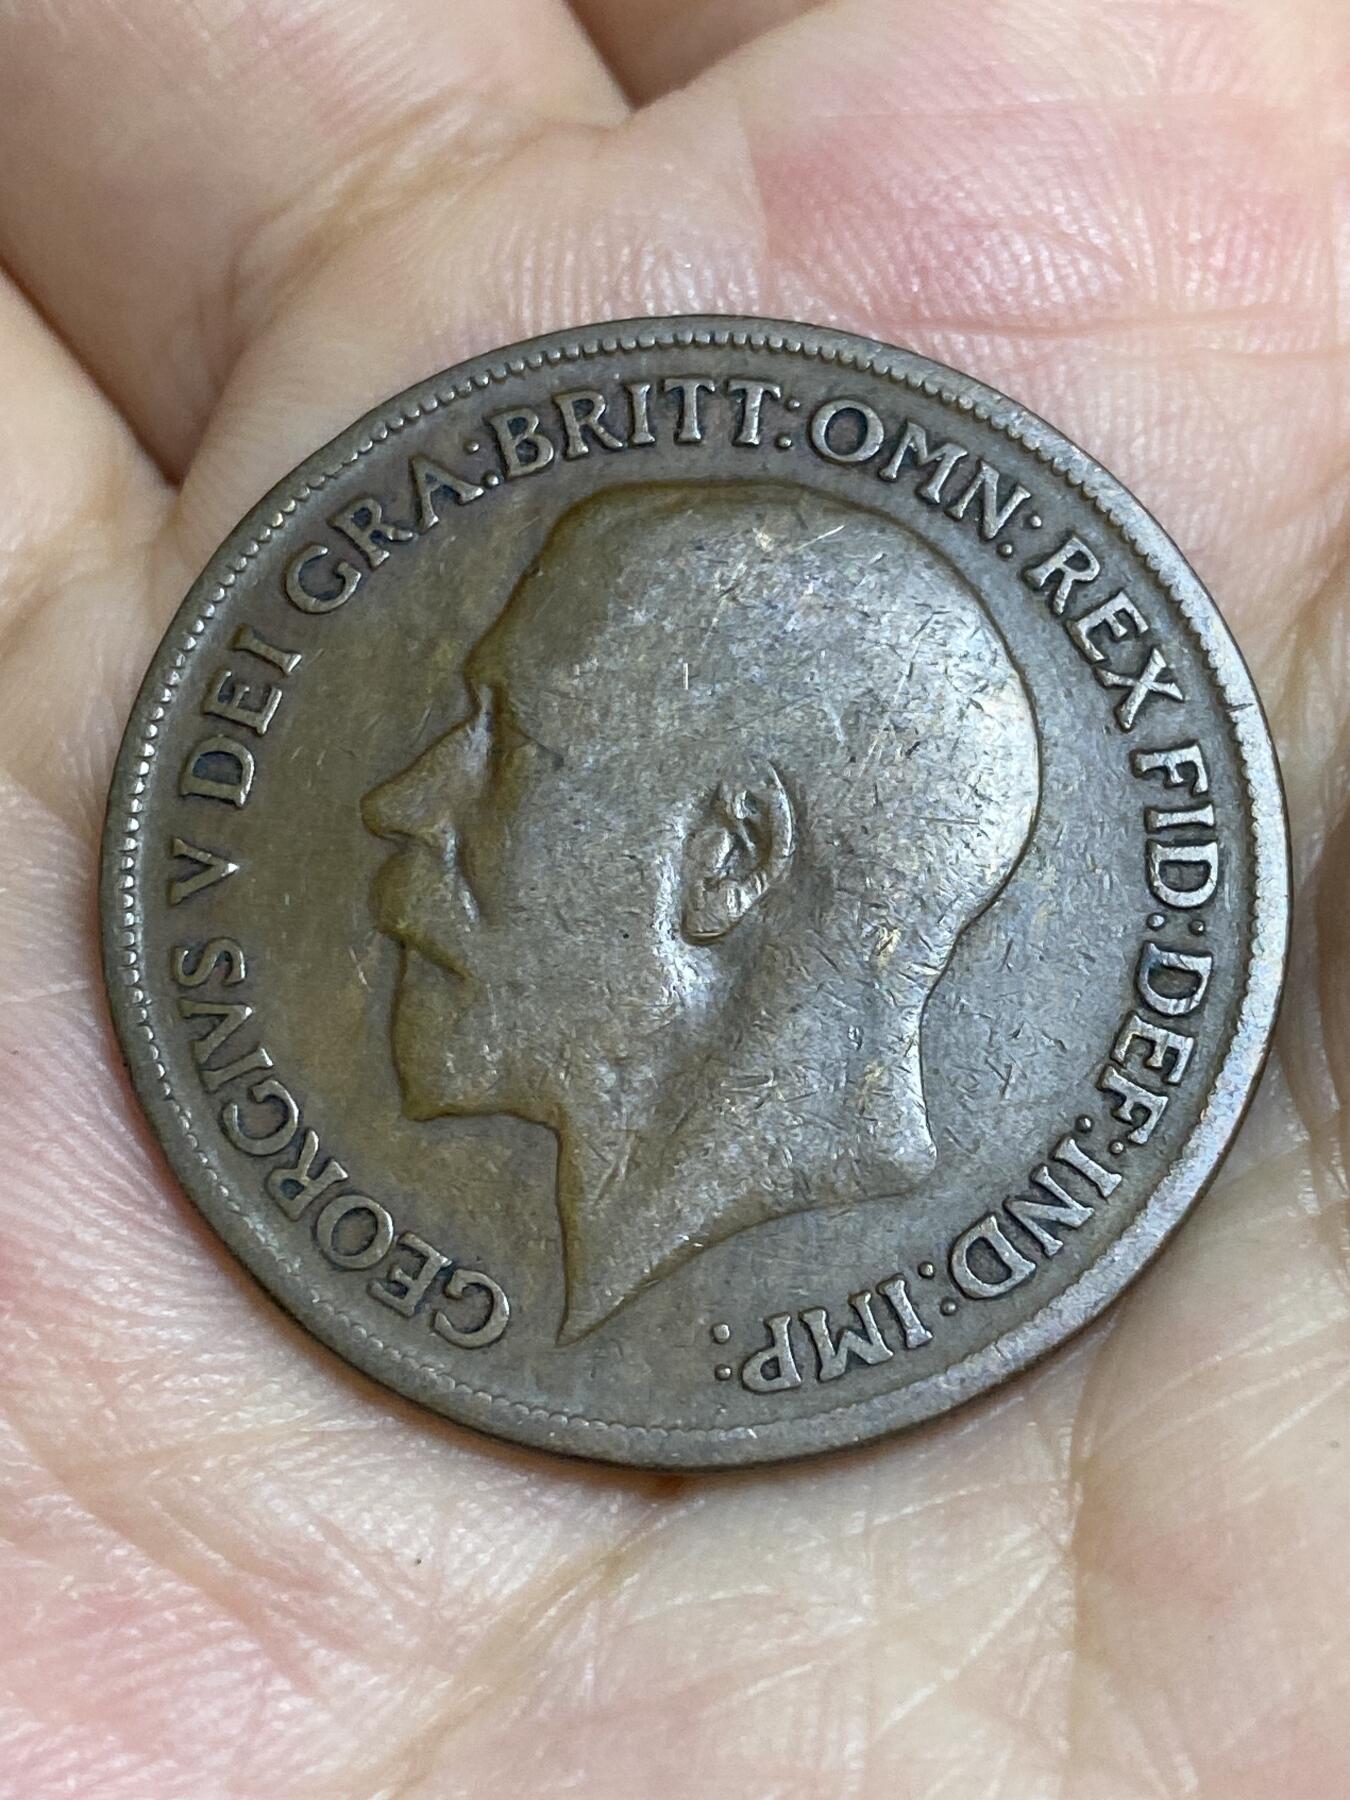 GEORGIVS V DEI GRA:BRITT:OMN:REX FID:DEF:IND:IMP: